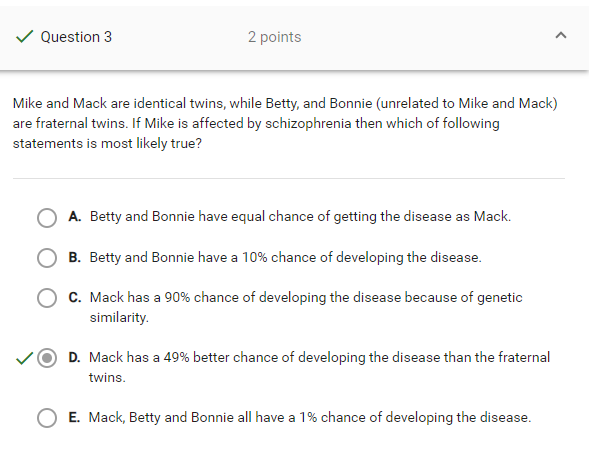 Question 3 2 points
Mike and Mack are identical twins, while Betty, and Bonnie (unrelated to Mike and Mack)
are fraternal twins. If Mike is affected by schizophrenia then which of following
statements is most likely true?
A. Betty and Bonnie have equal chance of getting the disease as Mack.
B. Betty and Bonnie have a 10% chance of developing the disease.
C. Mack has a 90% chance of developing the disease because of genetic
similarity.
D. Mack has a 49% better chance of developing the disease than the fraternal
twins.
E. Mack, Betty and Bonnie all have a 1% chance of developing the disease.